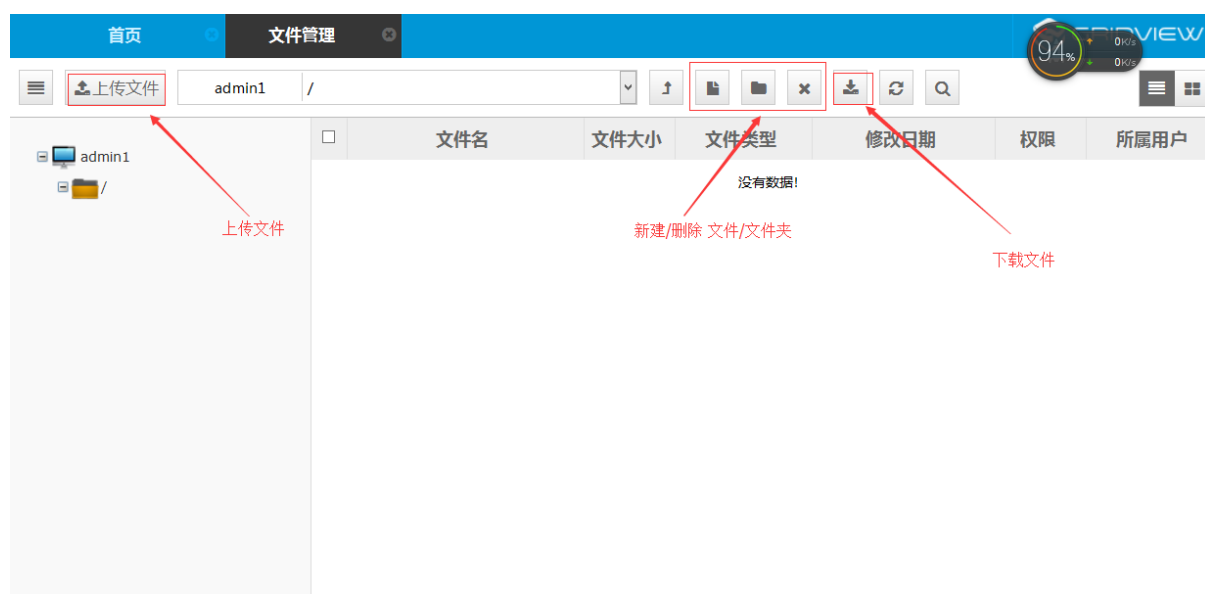 首页
文件管理
94%
0K/s
0K/s
上传文件
admin1
/
文件名
文件大小
文件类型
修改日期
权限
所属用户
admin1
/
没有数据!
上传文件
新建/删除 文件/文件夹
下载文件